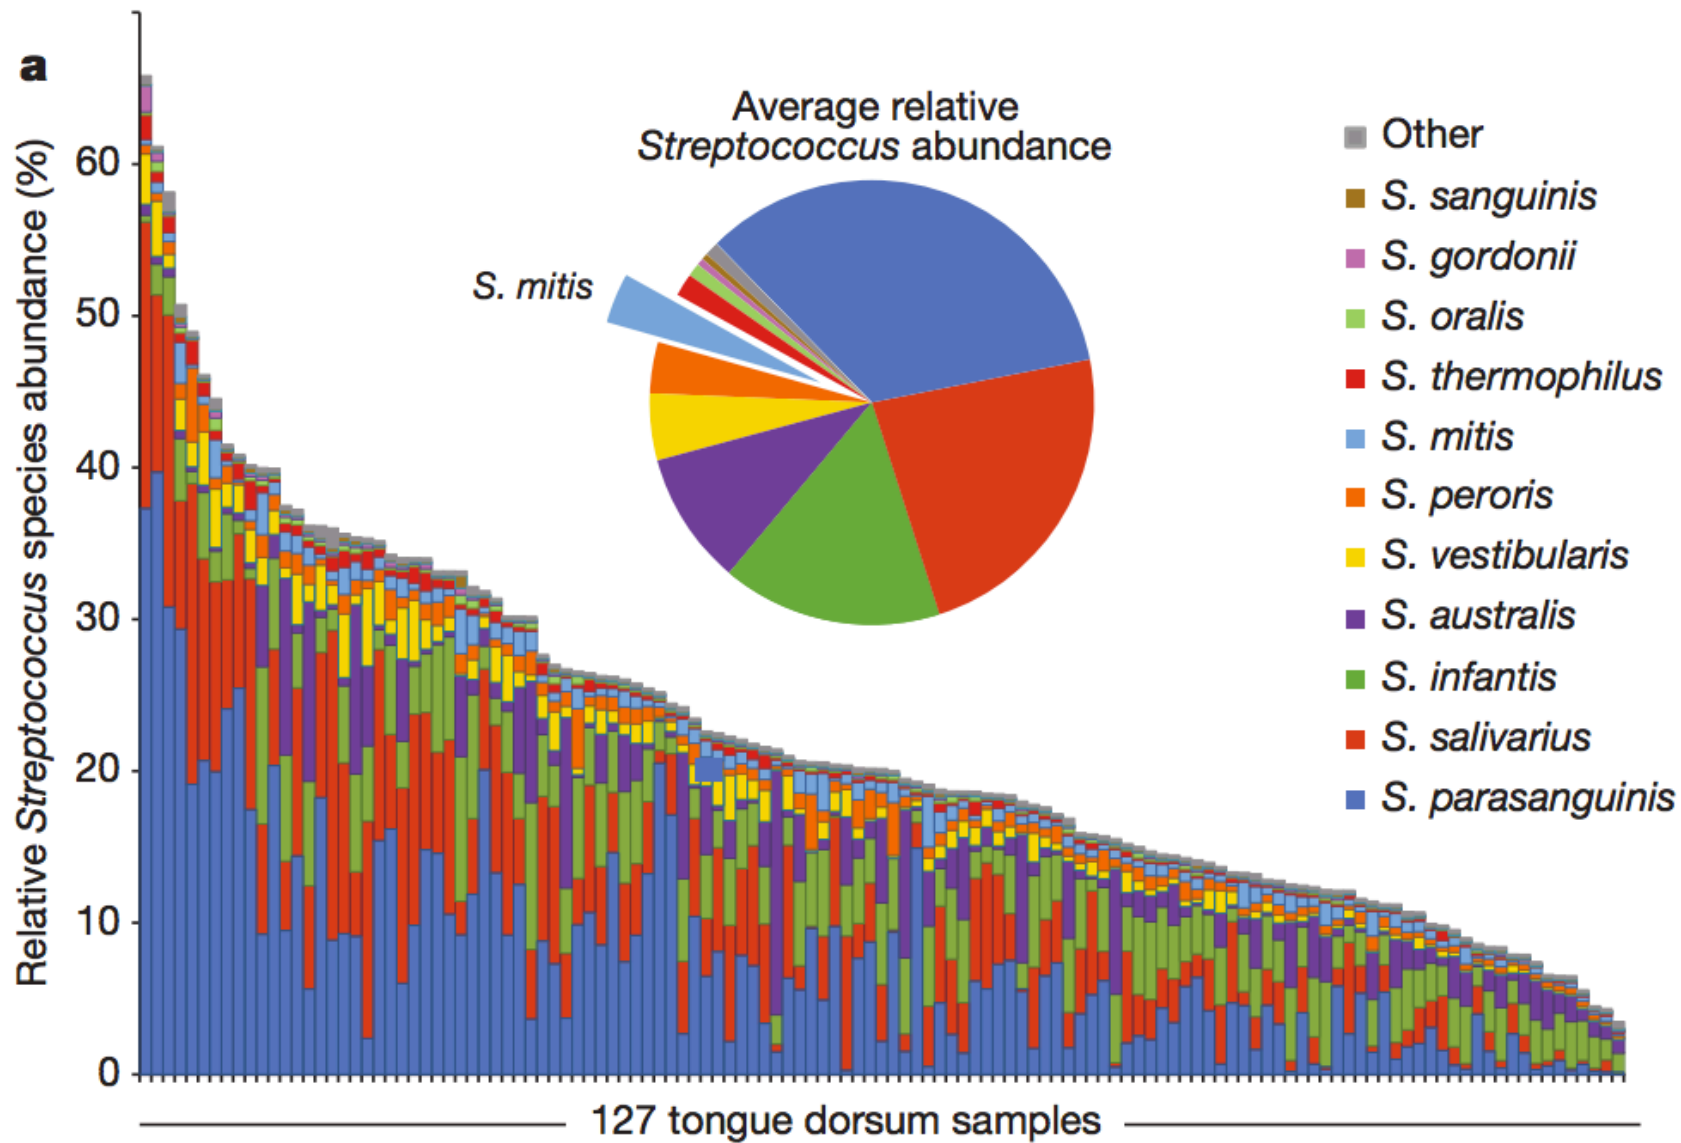 a
Relative Streptococcus species abundance (%)
60
50
40
30
20
10
0
Average relative
Streptococcus abundance
S. mitis
Other
S. sanguinis
S. gordonii
S. oralis
S. thermophilus
S. mitis
S. peroris
S. vestibularis
S. australis
S. infantis
S. salivarius
S. parasanguinis
127 tongue dorsum samples